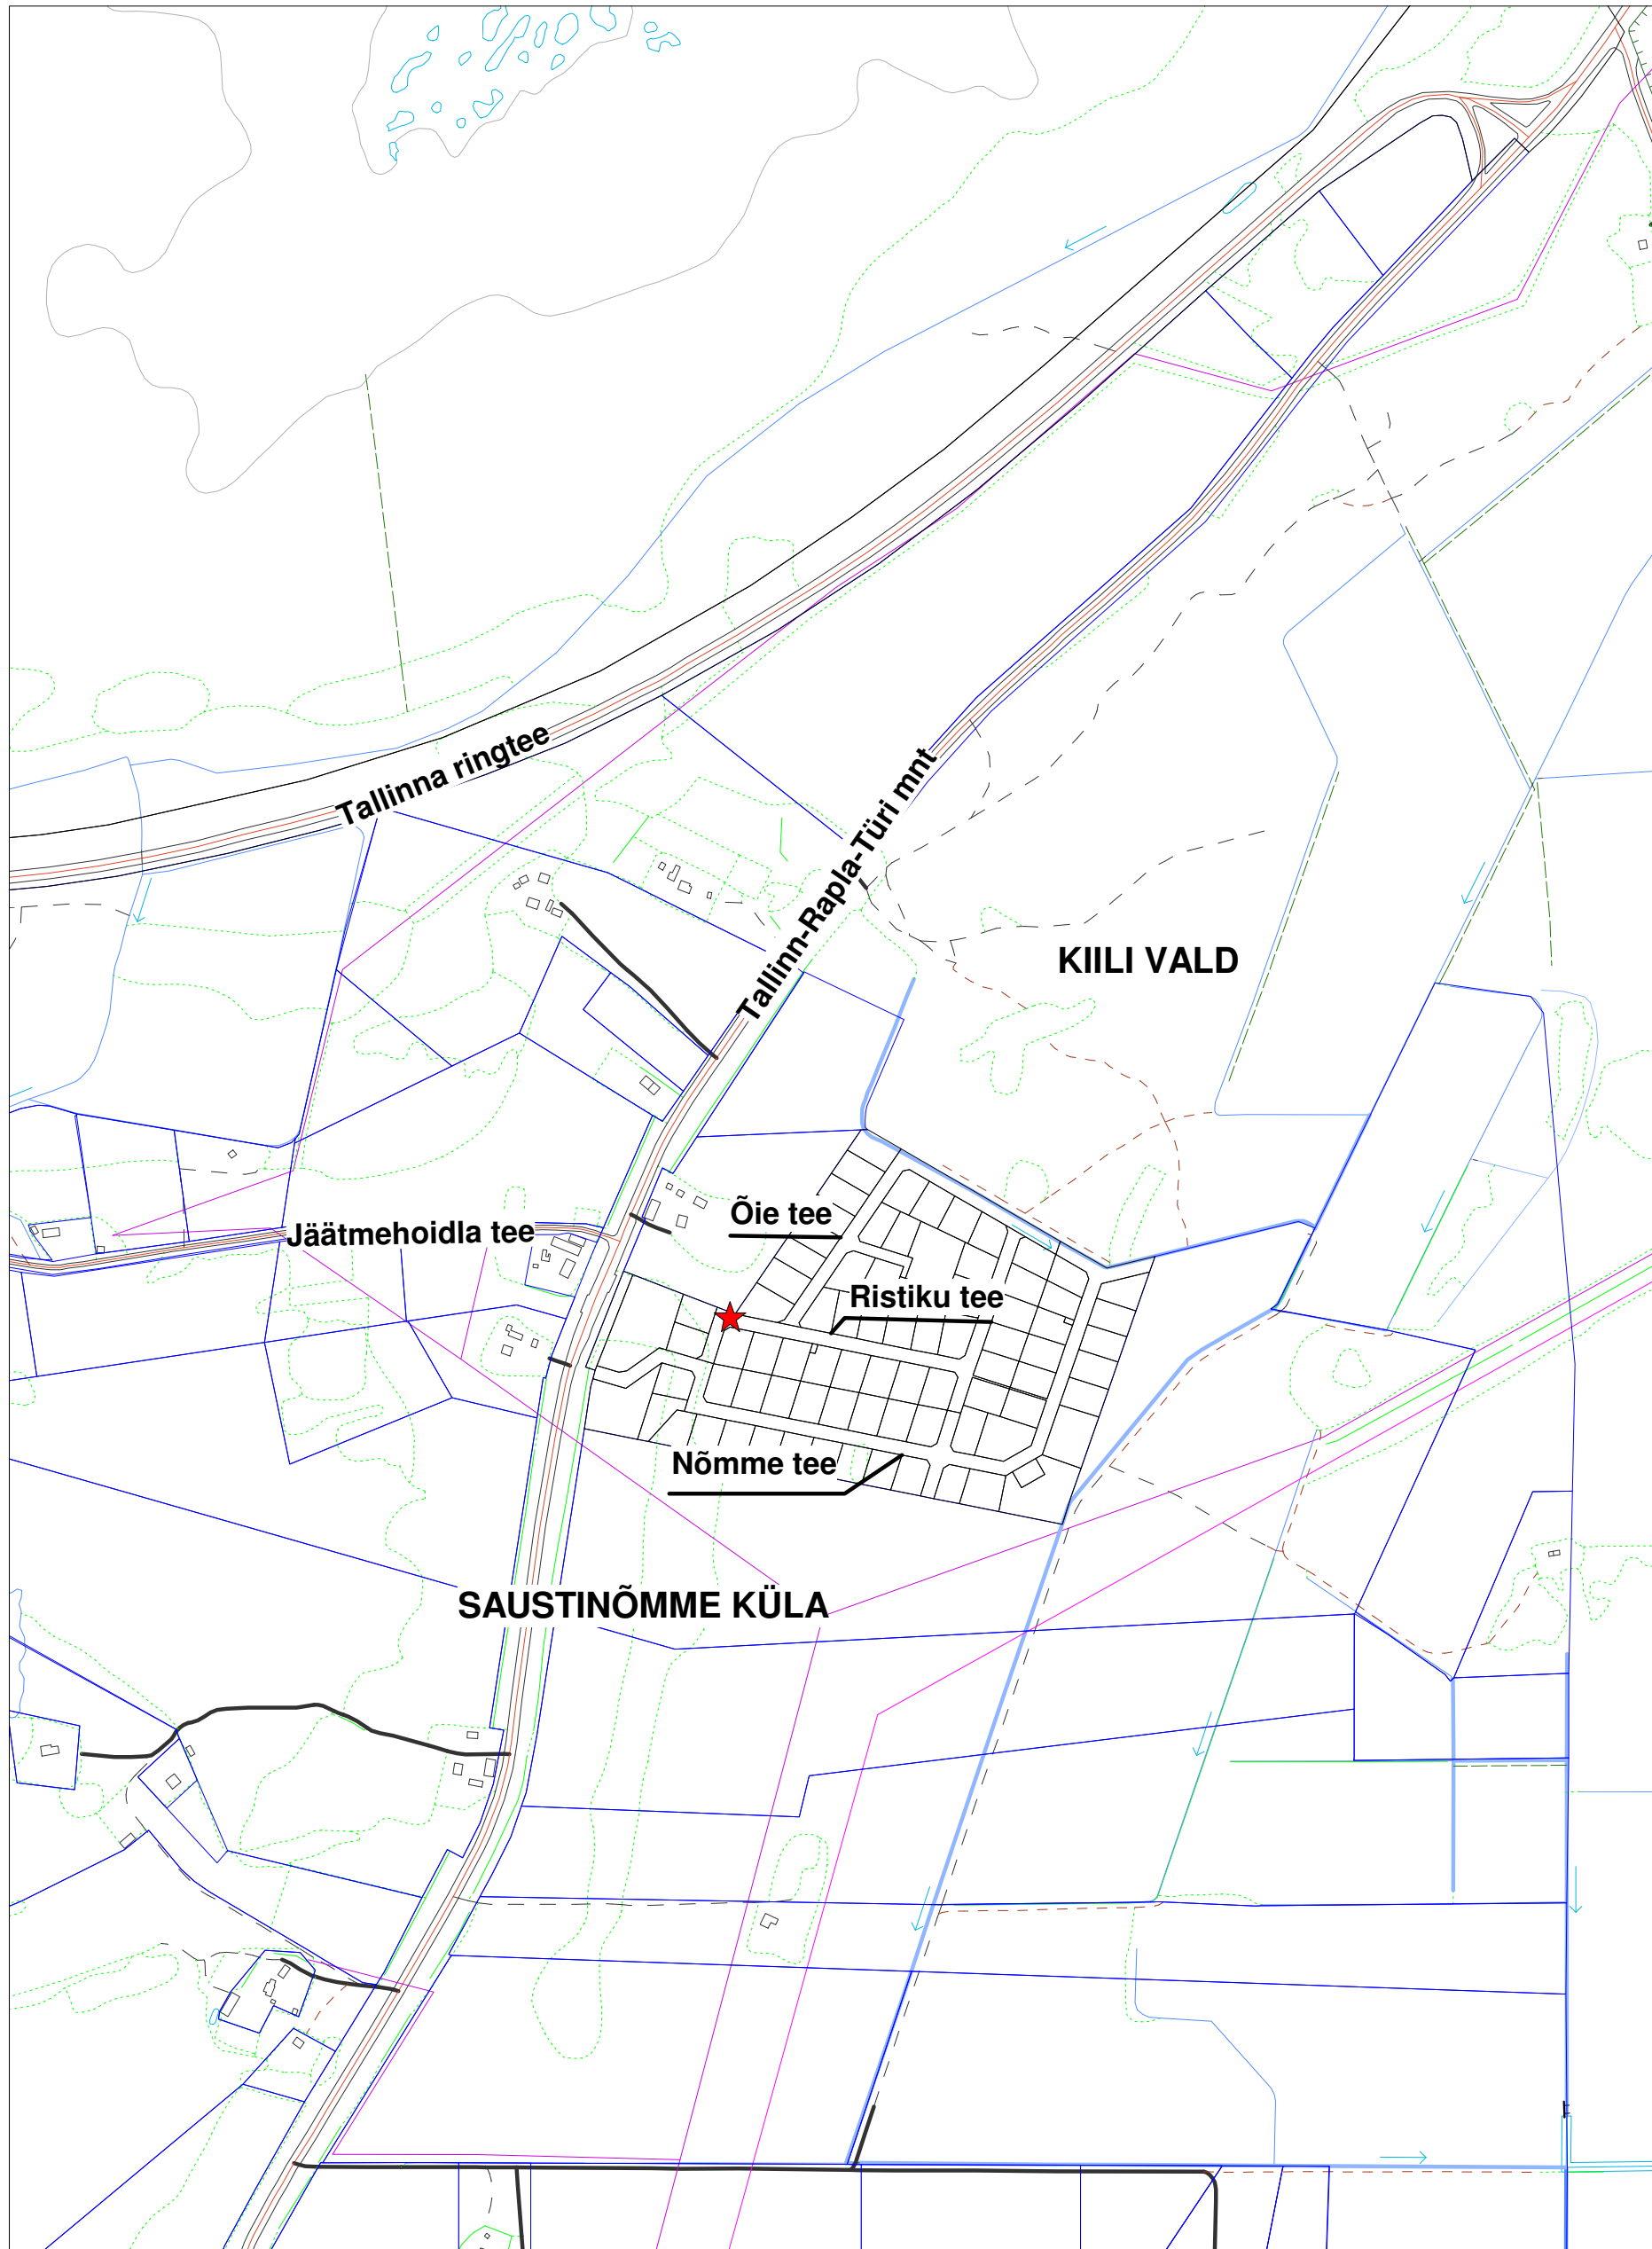 Tallinna ringtee
Tallinn-Rapla-Türi mnt
KIILI VALD
Õie tee
Jäätmehoidla tee
Ristiku tee
Nõmme tee
SAUSTINÕMME KÜLA